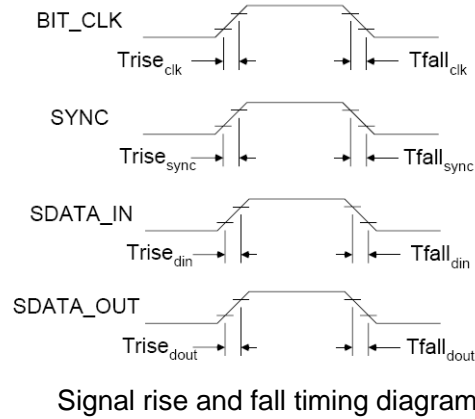 BIT_CLK
Trise_clk Tfall_clk
SYNC
Trise_sync Tfall_sync
SDATA_IN
Trise_din Tfall_din
SDATA_OUT
Trise_dout Tfall_dout
Signal rise and fall timing diagram